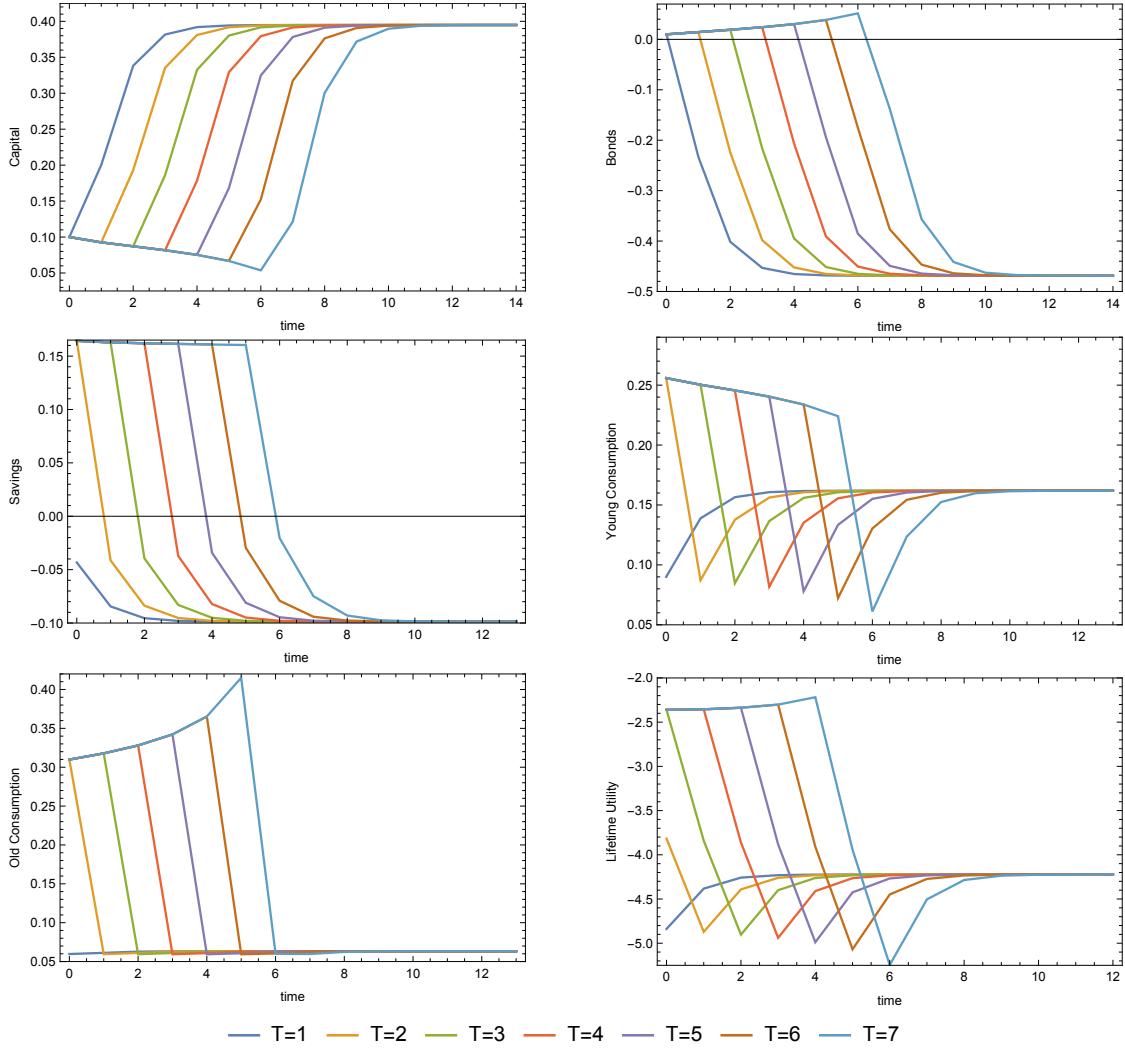 0.40
0.35
0.30
0.25
0.20
0.15
0.10
0.05
Capital
0 2 4 6 8 10 12 14
time
0.0
−0.1
−0.2
−0.3
−0.4
−0.5
Bonds
0 2 4 6 8 10 12 14
time
0.15
0.10
0.05
0.00
−0.05
−0.10
Savings
0 2 4 6 8 10 12
time
0.25
0.20
0.15
0.10
0.05
Young Consumption
0 2 4 6 8 10 12
time
0.40
0.35
0.30
0.25
0.20
0.15
0.10
0.05
Old Consumption
0 2 4 6 8 10 12
time
−2.0
−2.5
−3.0
−3.5
−4.0
−4.5
−5.0
Lifetime Utility
0 2 4 6 8 10 12
time
T=1 T=2 T=3 T=4 T=5 T=6 T=7